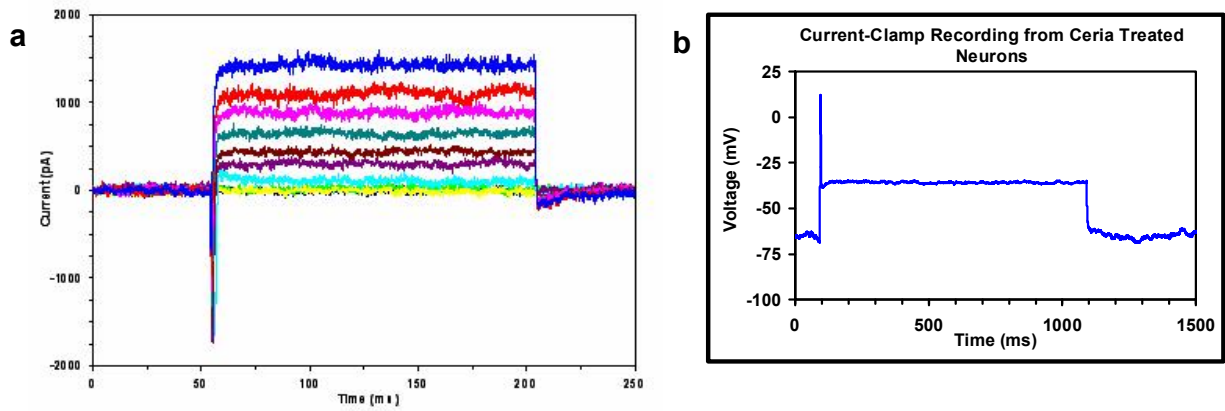 a
2000
1000
0
-1000
-2000
Current (pA)
0
50
100
150
200
250
Time (ms)
b
Current-Clamp Recording from Ceria Treated
Neurons
25
0
-25
-50
-75
-100
Voltage (mV)
0
500
1000
1500
Time (ms)